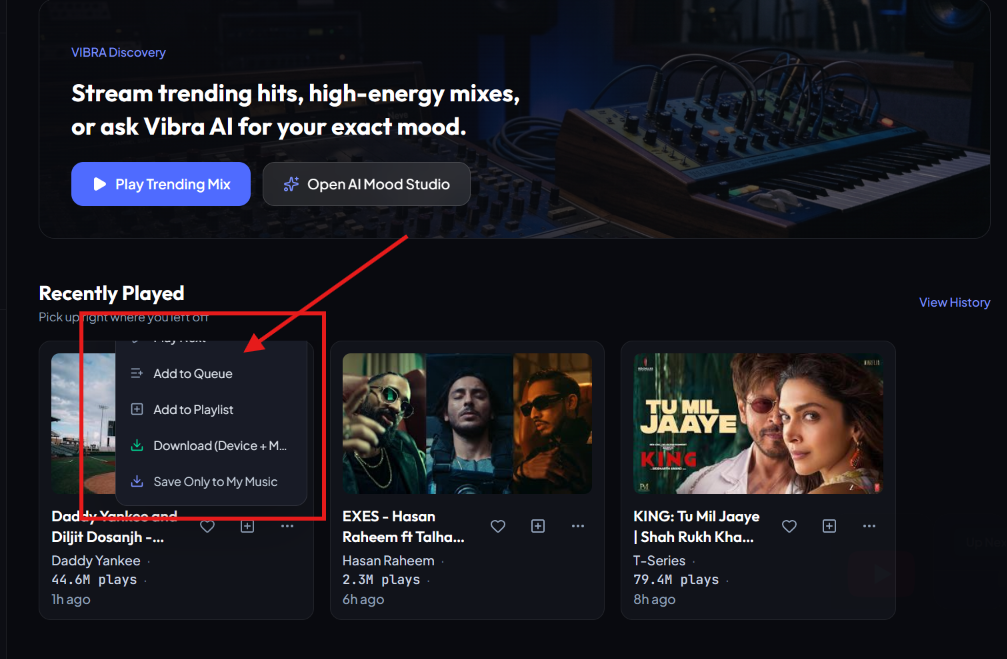 VIBRA Discovery
Stream trending hits, high-energy mixes,
or ask Vibra AI for your exact mood.
Play Trending Mix
Open AI Mood Studio
Recently Played
Pick up right where you left off
View History
Play Next
Add to Queue
Add to Playlist
Download (Device + M...
Save Only to My Music
Daddy Yankee and
Diljit Dosanjh -...
Daddy Yankee ·
44.6M plays ·
1h ago
EXES - Hasan
Raheem ft Talha...
Hasan Raheem ·
2.3M plays ·
6h ago
NETFLIX
TU MIL
JAAYE
KING
KING: Tu Mil Jaaye
| Shah Rukh Kha...
T-Series ·
79.4M plays ·
8h ago